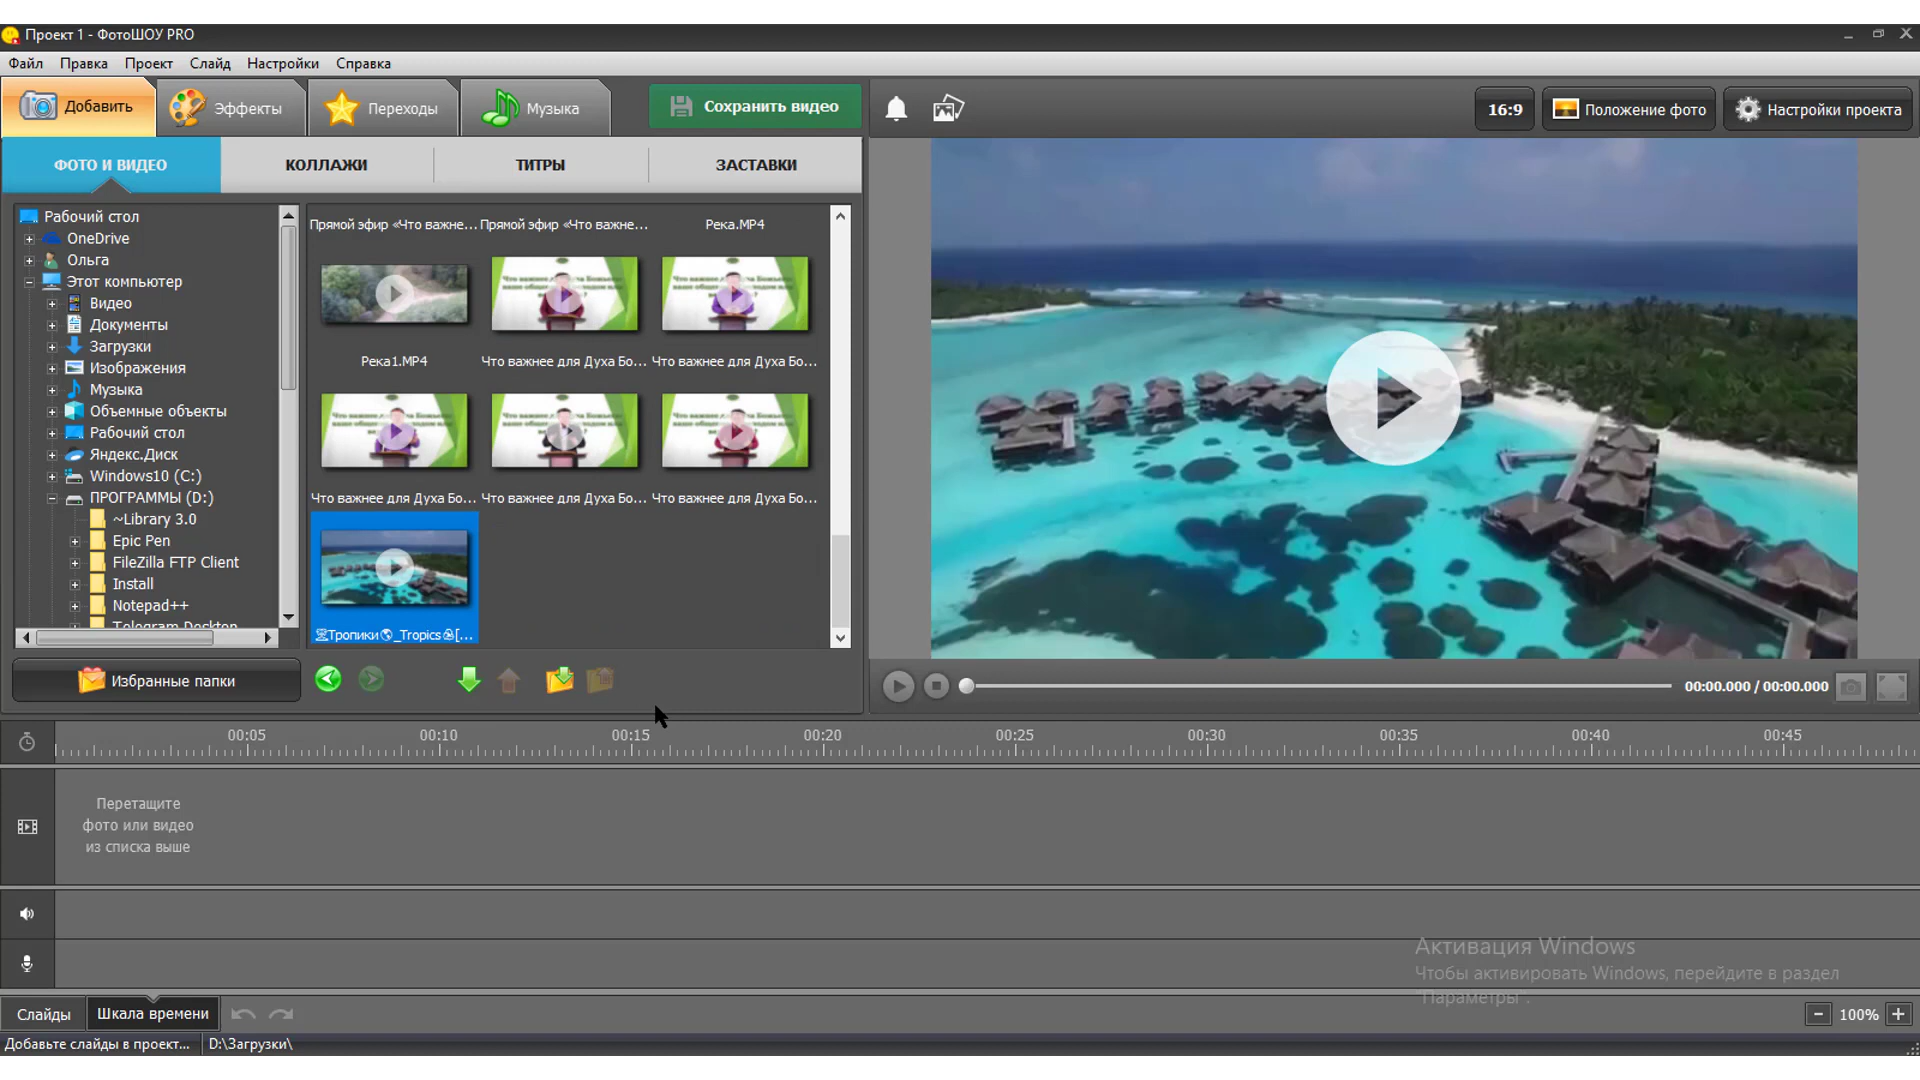 Проект 1 - ФотоШОУ PRO
Файл Правка Проект Слайд Настройки Справка
Добавить Эффекты Переходы Музыка Сохранить видео 16:9 Положение фото Настройки проекта
ФОТО И ВИДЕО КОЛЛАЖИ ТИТРЫ ЗАСТАВКИ
Рабочий стол
OneDrive
Ольга
Этот компьютер
Видео
Документы
Загрузки
Изображения
Музыка
Объемные объекты
Рабочий стол
Яндекс.Диск
Windows10 (C:)
ПРОГРАММЫ (D:)
~Library 3.0
Epic Pen
FileZilla FTP Client
Install
Notepad++
Telegram Desktop
Прямой эфир «Что важне... Прямой эфир «Что важне... Река.MP4
Река1.MP4 Что важнее для Духа Бо... Что важнее для Духа Бо...
Что важнее для Духа Бо... Что важнее для Духа Бо... Что важнее для Духа Бо...
Тропики _Tropics [...
Избранные папки
00:00.000 / 00:00.000
00:05 00:10 00:15 00:20 00:25 00:30 00:35 00:40 00:45
Перетащите
фото или видео
из списка выше
Активация Windows
Чтобы активировать Windows, перейдите в раздел
"Параметры".
Слайды Шкала времени 100%
Добавьте слайды в проект... D:\Загрузки\